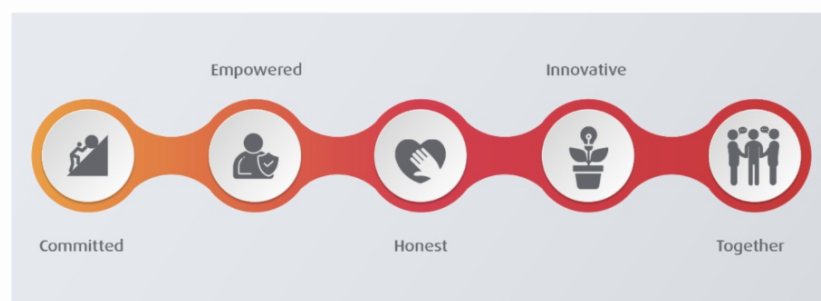 Empowered
Innovative
Committed
Honest
Together